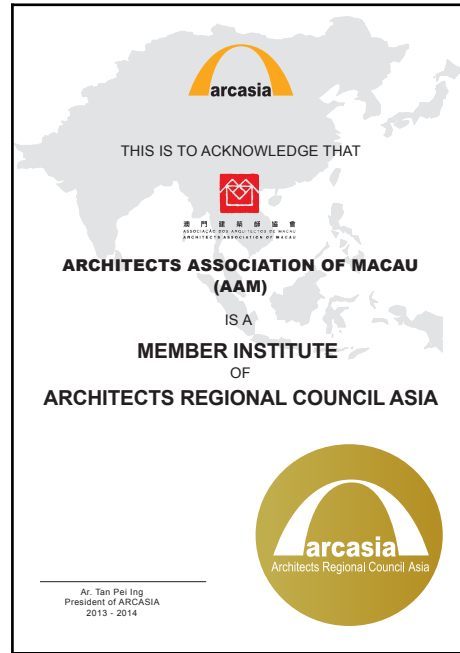 arcasia
THIS IS TO ACKNOWLEDGE THAT
澳門建築師協會
ASSOCIAÇÃO DOS ARQUITECTOS DE MACAU
ARCHITECTS ASSOCIATION OF MACAU
ARCHITECTS ASSOCIATION OF MACAU
(AAM)
IS A
MEMBER INSTITUTE
OF
ARCHITECTS REGIONAL COUNCIL ASIA
arcasia
Architects Regional Council Asia
Ar. Tan Pei Ing
President of ARCASIA
2013 - 2014